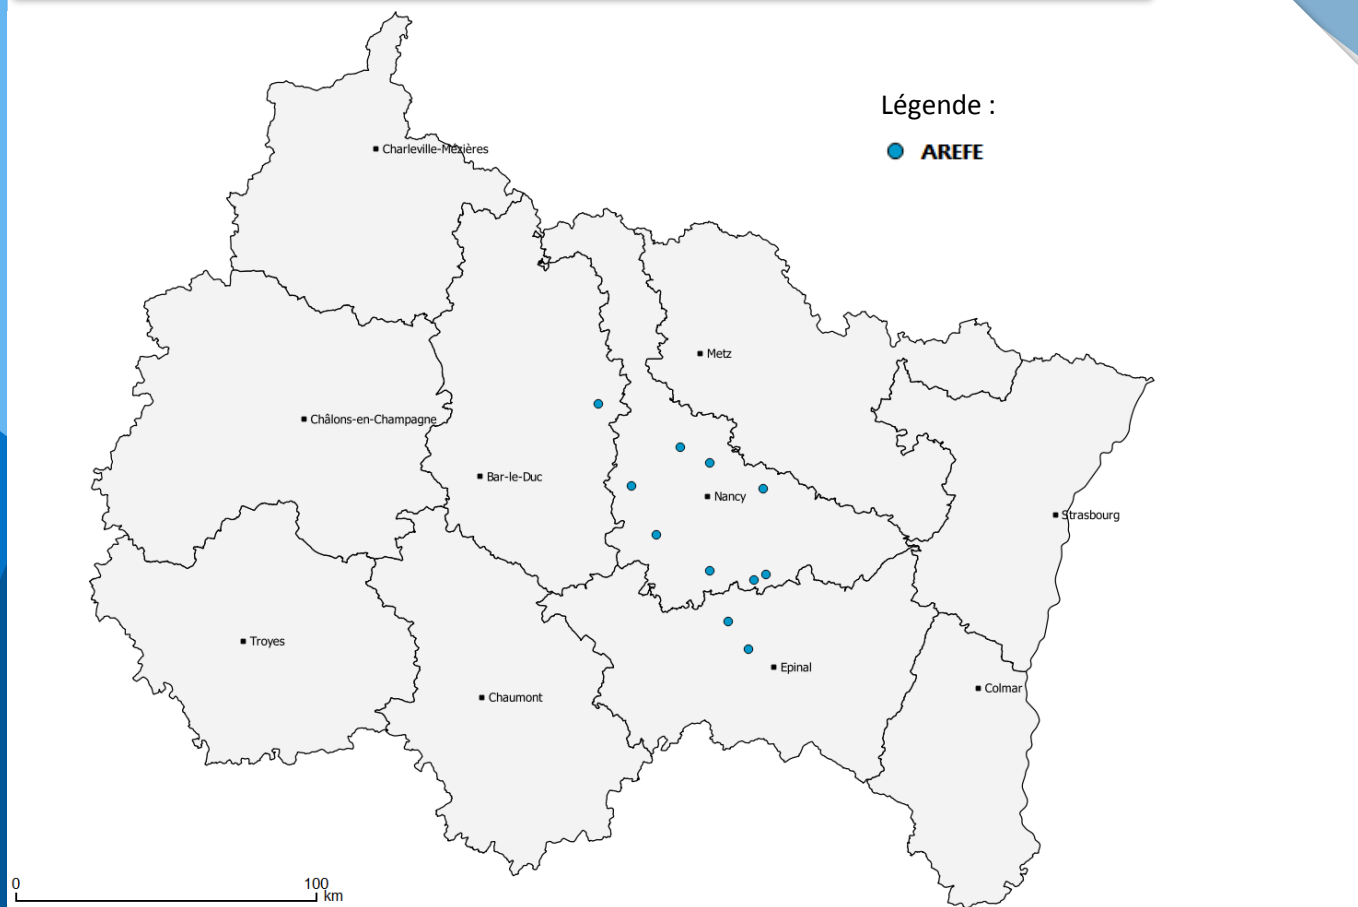 Légende :
AREFE
Charleville-Mézières
Metz
Châlons-en-Champagne
Bar-le-Duc
Nancy
Strasbourg
Troyes
Epinal
Colmar
Chaumont
0 100
km